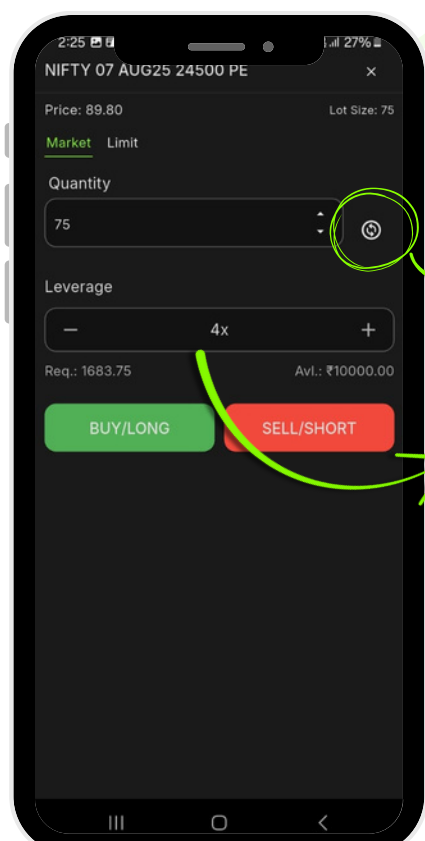 2:25 27%
NIFTY 07 AUG25 24500 PE ×
Price: 89.80 Lot Size: 75
Market Limit
Quantity
75
Leverage
− 4x +
Req.: 1683.75 Avl.: ₹10000.00
BUY/LONG SELL/SHORT